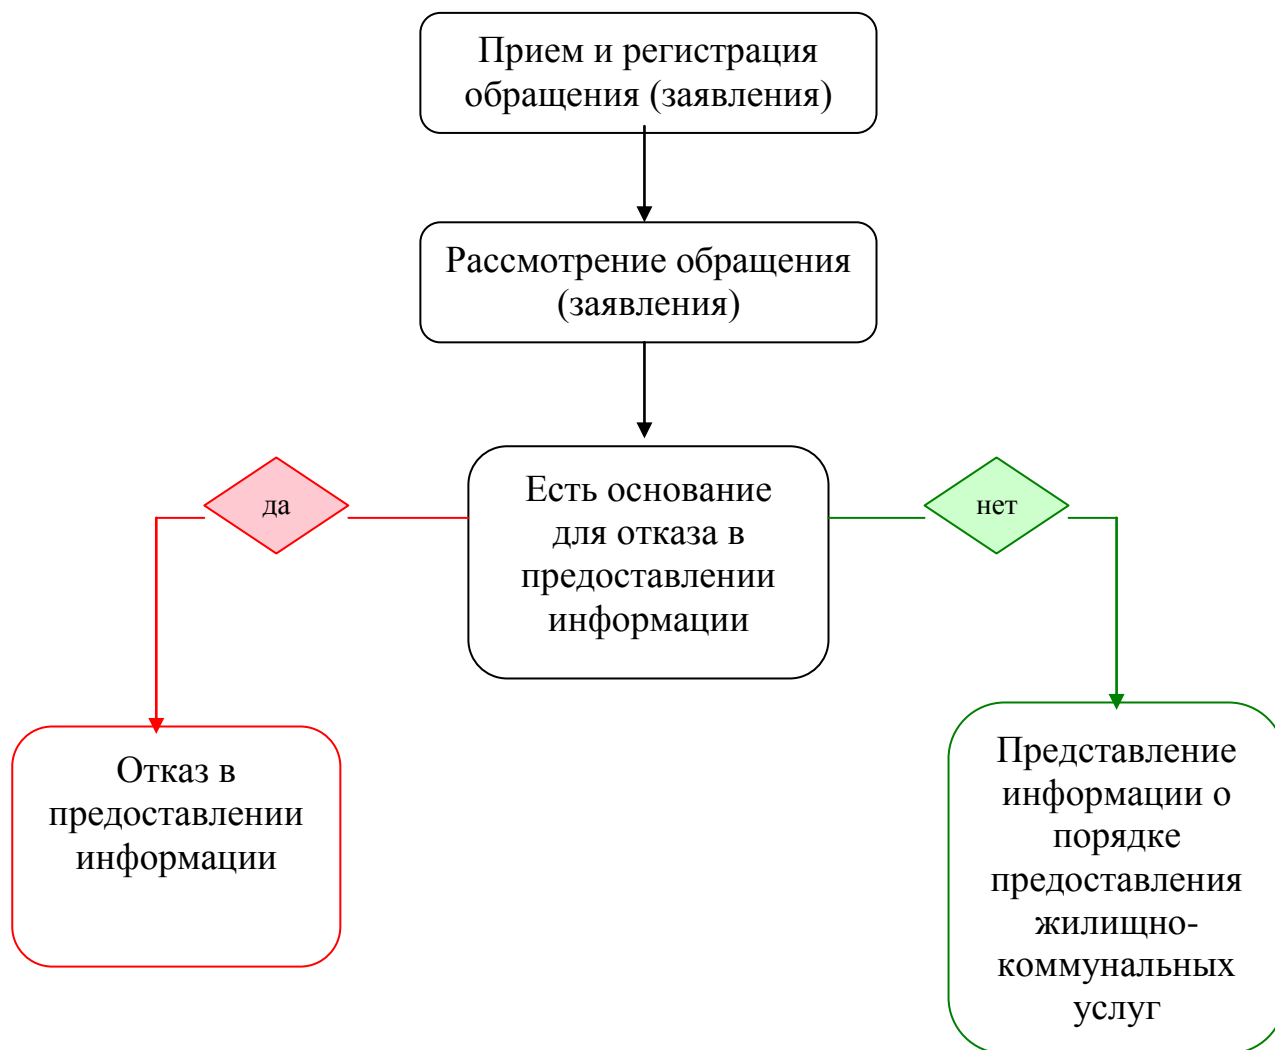 Прием и регистрация
обращения (заявления)
Рассмотрение обращения
(заявления)
Есть основание
для отказа в
предоставлении
информации
да
нет
Отказ в
предоставлении
информации
Представление
информации о
порядке
предоставления
жилищно-
коммунальных
услуг